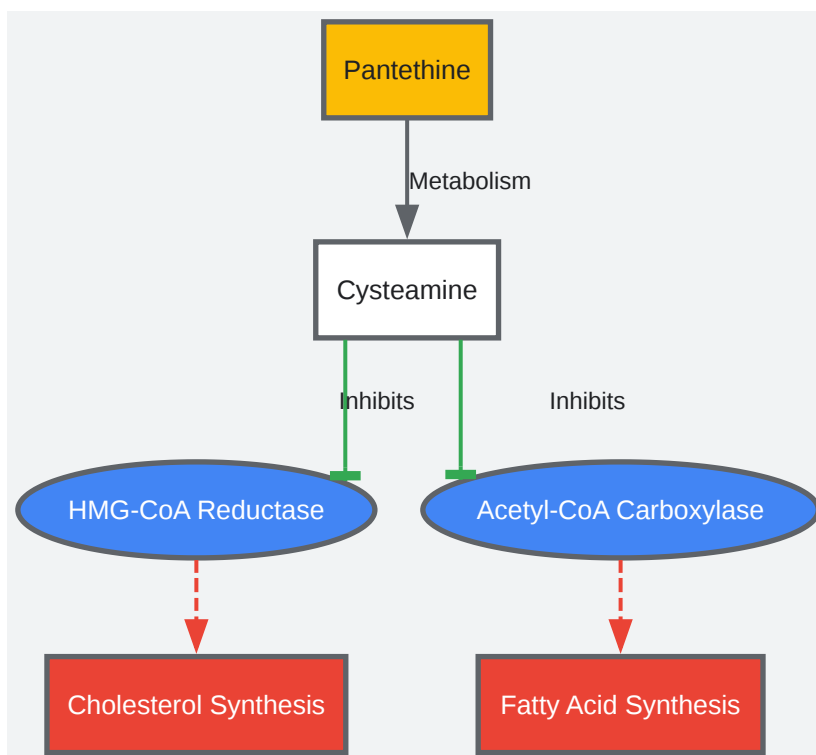 Pantethine
Metabolism
Cysteamine
Inhibits
Inhibits
HMG-CoA Reductase
Acetyl-CoA Carboxylase
Cholesterol Synthesis
Fatty Acid Synthesis